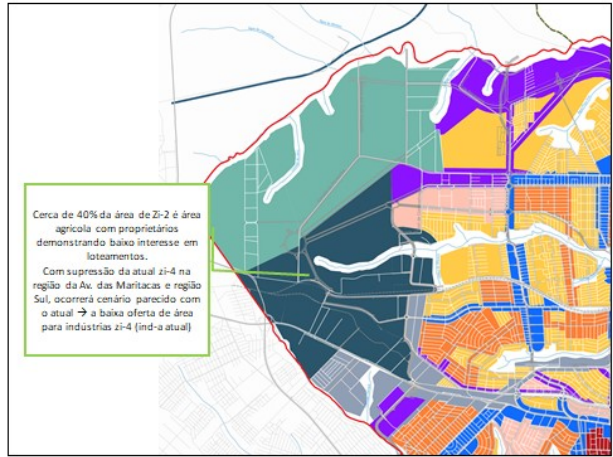 Cerca de 40% da área de Zi-2 é área
agrícola com proprietários
demonstrando baixo interesse em
loteamentos.
Com supressão da atual zi-4 na
região da Av. das Maritacas e região
Sul, ocorrerá cenário parecido com
o atual → a baixa oferta de área
para indústrias zi-4 (ind-a atual)